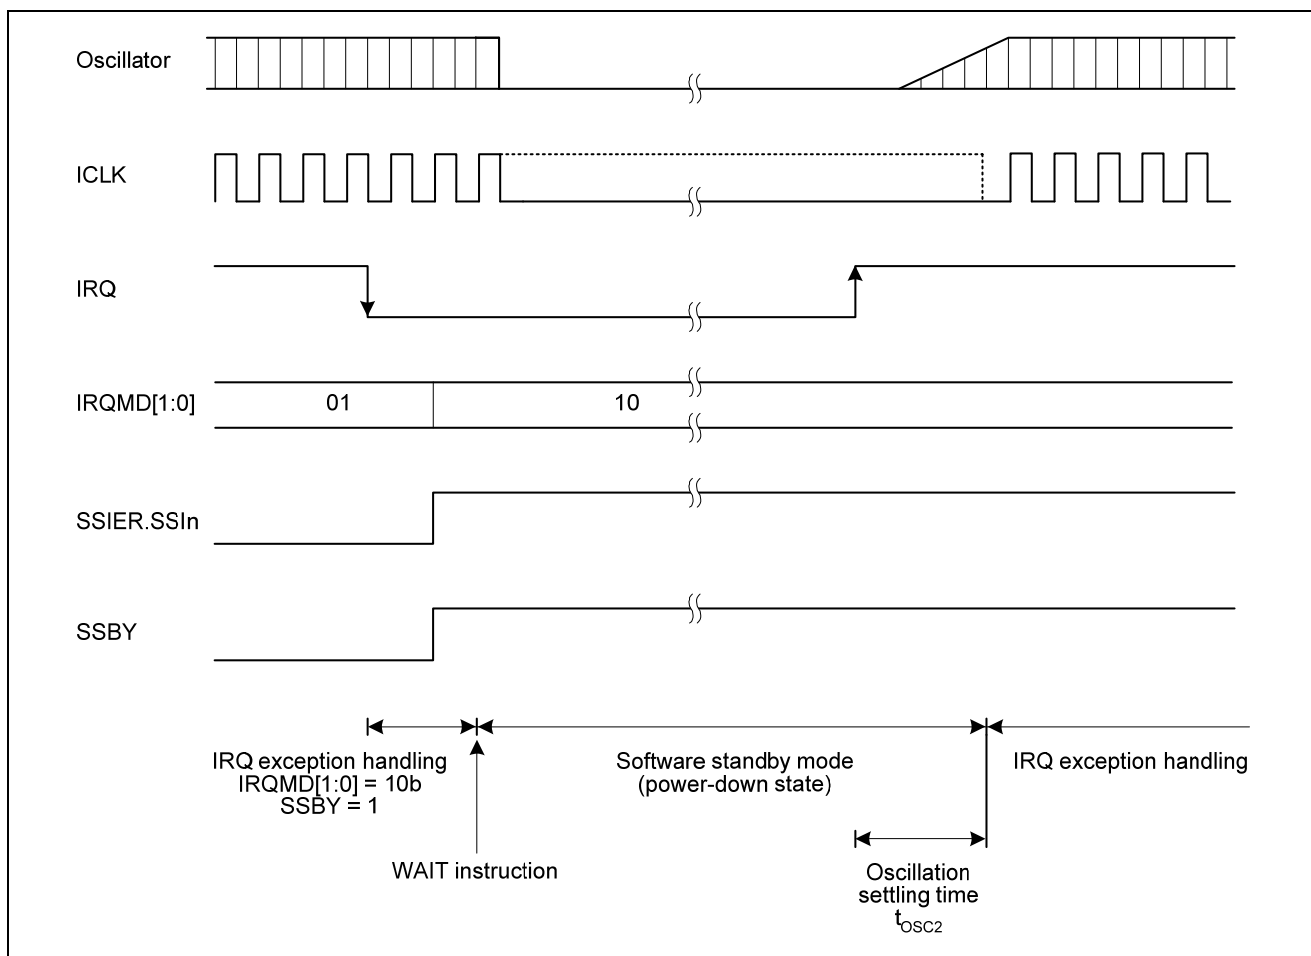 Oscillator
ICLK
IRQ
IRQMD[1:0]
01
10
SSIER.SSIn
SSBY
IRQ exception handling
IRQMD[1:0] = 10b
SSBY = 1
Software standby mode
(power-down state)
IRQ exception handling
WAIT instruction
Oscillation
settling time
tOSC2